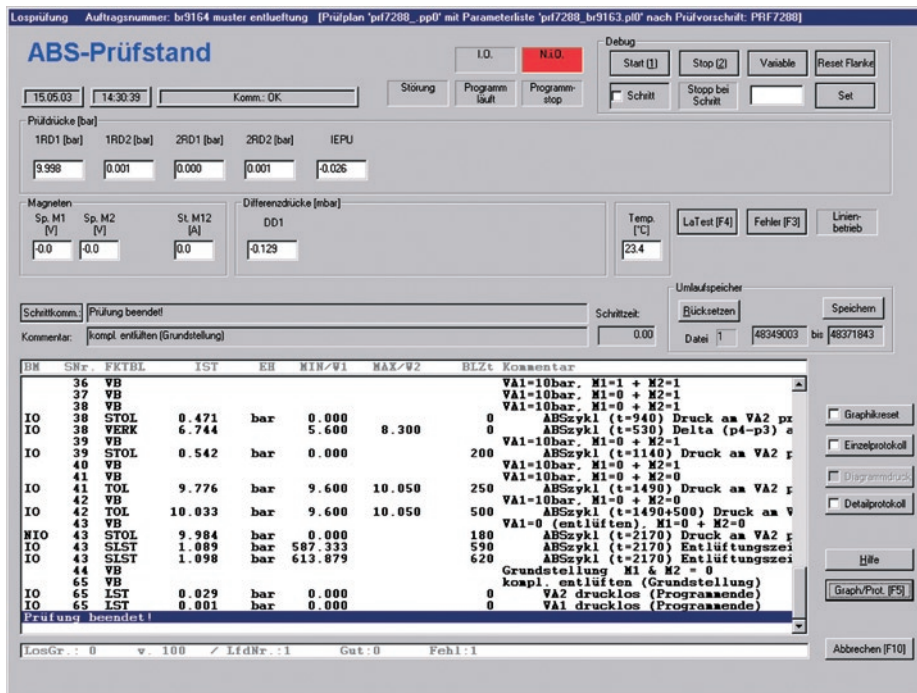 Losprüfung Auftragsnummer: br9164 muster entlueftung [Prüfplan 'prf7288_.pp0' mit Parameterliste 'prf7288_br9163.pl0' nach Prüfvorschrift: PRF7288]
ABS-Prüfstand
I.O. N.i.O.
Debug
Start (1) Stop (2) Variable Reset Flanke
15.05.03 14:30:39 Komm.: OK
Störung Programm läuft Programm-stop
Schritt Stopp bei Schritt Set
Prüfdrücke [bar]
1RD1 [bar] 1RD2 [bar] 2RD1 [bar] 2RD2 [bar] IEPU
9.998 0.001 0.000 0.001 -0.026
Magneten
Sp. M1 [V] Sp. M2 [V] St. M12 [A]
-0.0 -0.0 0.0
Differenzdrücke [mbar]
DD1
-0.129
Temp. [°C]
23.4
LaTest [F4] Fehler [F3] Linien-betrieb
Umlaufspeicher
Rücksetzen Speichern
Datei 1 48349003 bis 48371843
Schrittkomm.: Prüfung beendet!
Kommentar: kompl. entlüften (Grundstellung)
Schrittzeit:
0.00
BM SNr. FKTBL IST EH MIN/W1 MAX/W2 BLZt Kommentar
36 VB VA1=10bar, M1=1 + M2=1
37 VB VA1=10bar, M1=0 + M2=1
38 VB VA1=10bar, M1=0 + M2=1
IO 38 STOL 0.471 bar 0.000 0 ABSzykl (t=940) Druck am VA2 pr
IO 38 VERK 6.744 5.600 8.300 0 ABSzykl (t=530) Delta (p4-p3) a
39 VB VA1=10bar, M1=0 + M2=1
IO 39 STOL 0.542 bar 0.000 200 ABSzykl (t=1140) Druck am VA2 p
40 VB VA1=10bar, M1=0 + M2=1
41 VB VA1=10bar, M1=0 + M2=0
IO 41 TOL 9.776 bar 9.600 10.050 250 ABSzykl (t=1490) Druck am VA2 p
42 VB VA1=10bar, M1=0 + M2=0
IO 42 TOL 10.033 bar 9.600 10.050 500 ABSzykl (t=1490+500) Druck am V
43 VB VA1=0 (entlüften), M1=0 + M2=0
NIO 43 STOL 9.984 bar 0.000 180 ABSzykl (t=2170) Druck am VA2 p
IO 43 SLST 1.089 bar 587.333 590 ABSzykl (t=2170) Entlüftungszei
IO 43 SLST 1.098 bar 613.879 620 ABSzykl (t=2170) Entlüftungszei
44 VB Grundstellung M1 & M2 = 0
65 VB kompl. entlüften (Grundstellung)
IO 65 LST 0.029 bar 0.000 0 VA2 drucklos (Programmende)
IO 65 LST 0.001 bar 0.000 0 VA1 drucklos (Programmende)
Prüfung beendet!
LosGr.: 0 v. 100 / LfdNr.:1 Gut:0 Fehl:1
Graphikreset
Einzelprotokoll
Diagrammdruck
Detailprotokoll
Hilfe
Graph/Prot. [F5]
Abbrechen [F10]